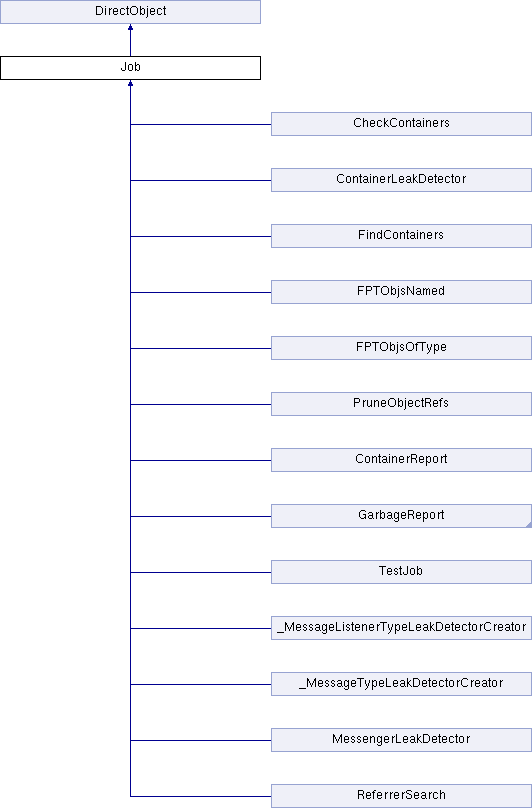 DirectObject
Job
CheckContainers
ContainerLeakDetector
FindContainers
FPTObjsNamed
FPTObjsOfType
PruneObjectRefs
ContainerReport
GarbageReport
TestJob
_MessageListenerTypeLeakDetectorCreator
_MessageTypeLeakDetectorCreator
MessengerLeakDetector
ReferrerSearch